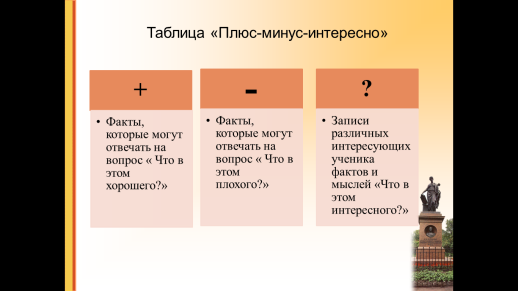 Таблица «Плюс-минус-интересно»
+
• Факты,
которые могут
отвечать на
вопрос « Что в
этом
хорошего?»
-
• Факты,
которые могут
отвечать на
вопрос « Что в
этом
плохого?»
?
• Записи
различных
интересующих
ученика
фактов и
мыслей «Что в
этом
интересного?»